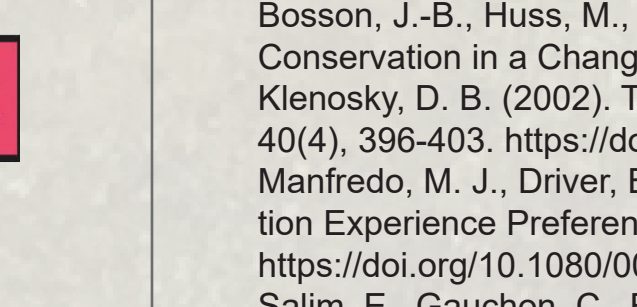 Bosson, J.-B., Huss, M.,
Conservation in a Chang
Klenosky, D. B. (2002). T
40(4), 396-403. https://do
Manfredo, M. J., Driver,
tion Experience Preferen
https://doi.org/10.1080/00
Salim, E., Gauchon, C.,